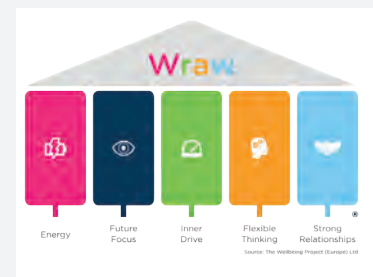 Wraw
®
Energy
Future
Focus
Inner
Drive
Flexible
Thinking
Strong
Relationships
Source: The Wellbeing Project (Europe) Ltd